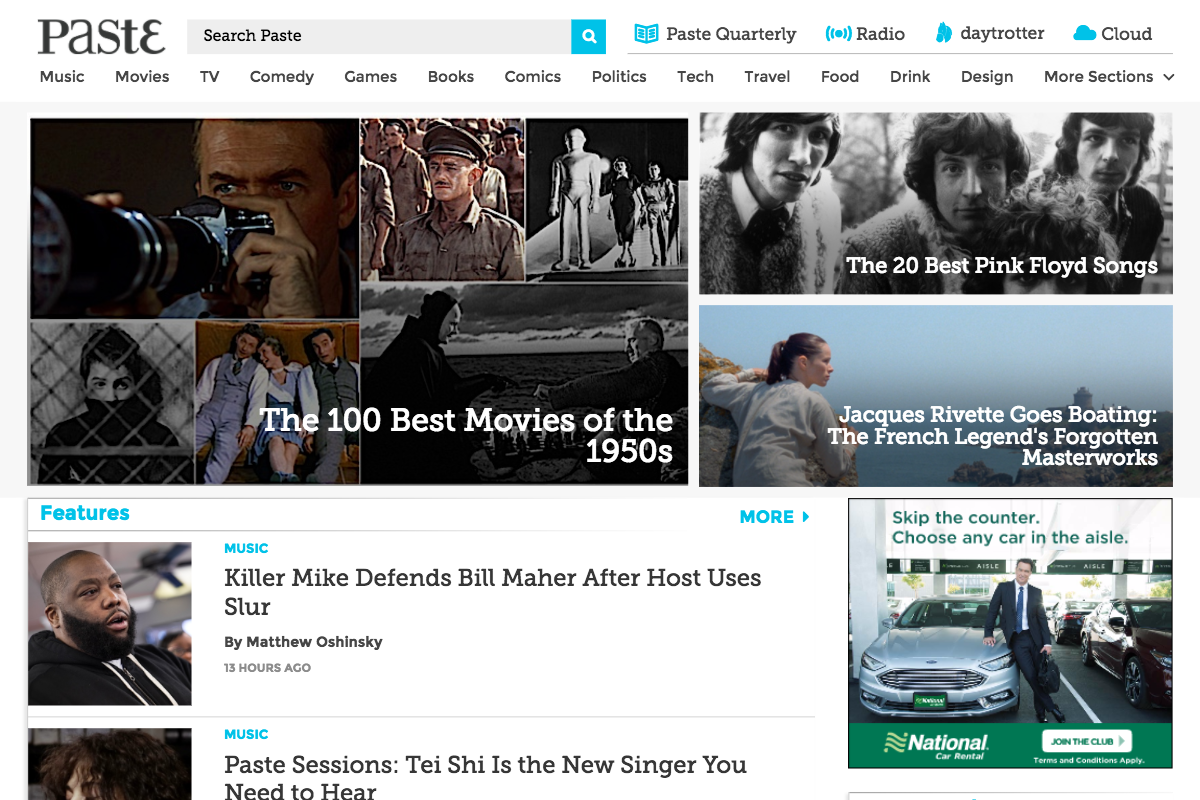 Paste
Search Paste
Paste Quarterly
Radio
daytrotter
Cloud
Music
Movies
TV
Comedy
Games
Books
Comics
Politics
Tech
Travel
Food
Drink
Design
More Sections
The 100 Best Movies of the
1950s
The 20 Best Pink Floyd Songs
Jacques Rivette Goes Boating:
The French Legend's Forgotten
Masterworks
Features
MORE
MUSIC
Killer Mike Defends Bill Maher After Host Uses
Slur
By Matthew Oshinsky
13 HOURS AGO
MUSIC
Paste Sessions: Tei Shi Is the New Singer You
Need to Hear
Skip the counter.
Choose any car in the aisle.
AISLE
AISLE
National
National.
Car Rental
JOIN THE CLUB
Terms and Conditions Apply.